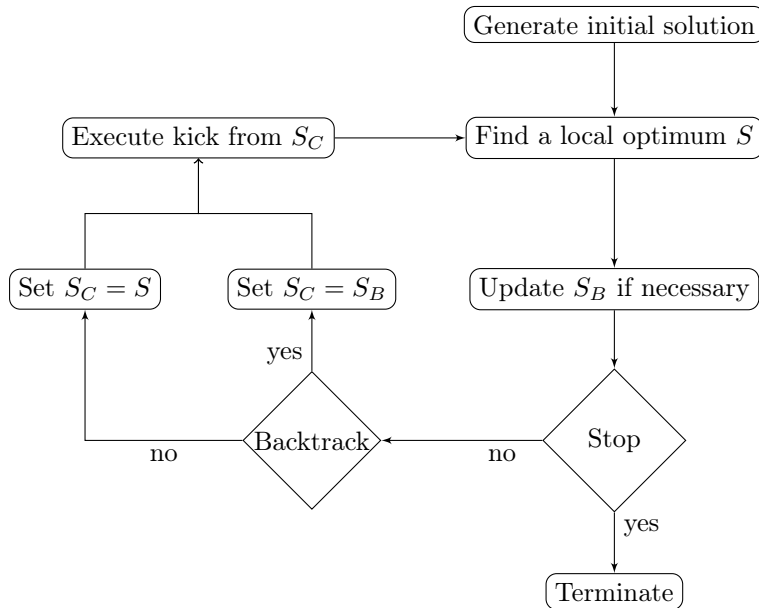 Generate initial solution
Execute kick from S_C
Find a local optimum S
Set S_C = S
Set S_C = S_B
Update S_B if necessary
yes
Backtrack
Stop
no
no
yes
Terminate